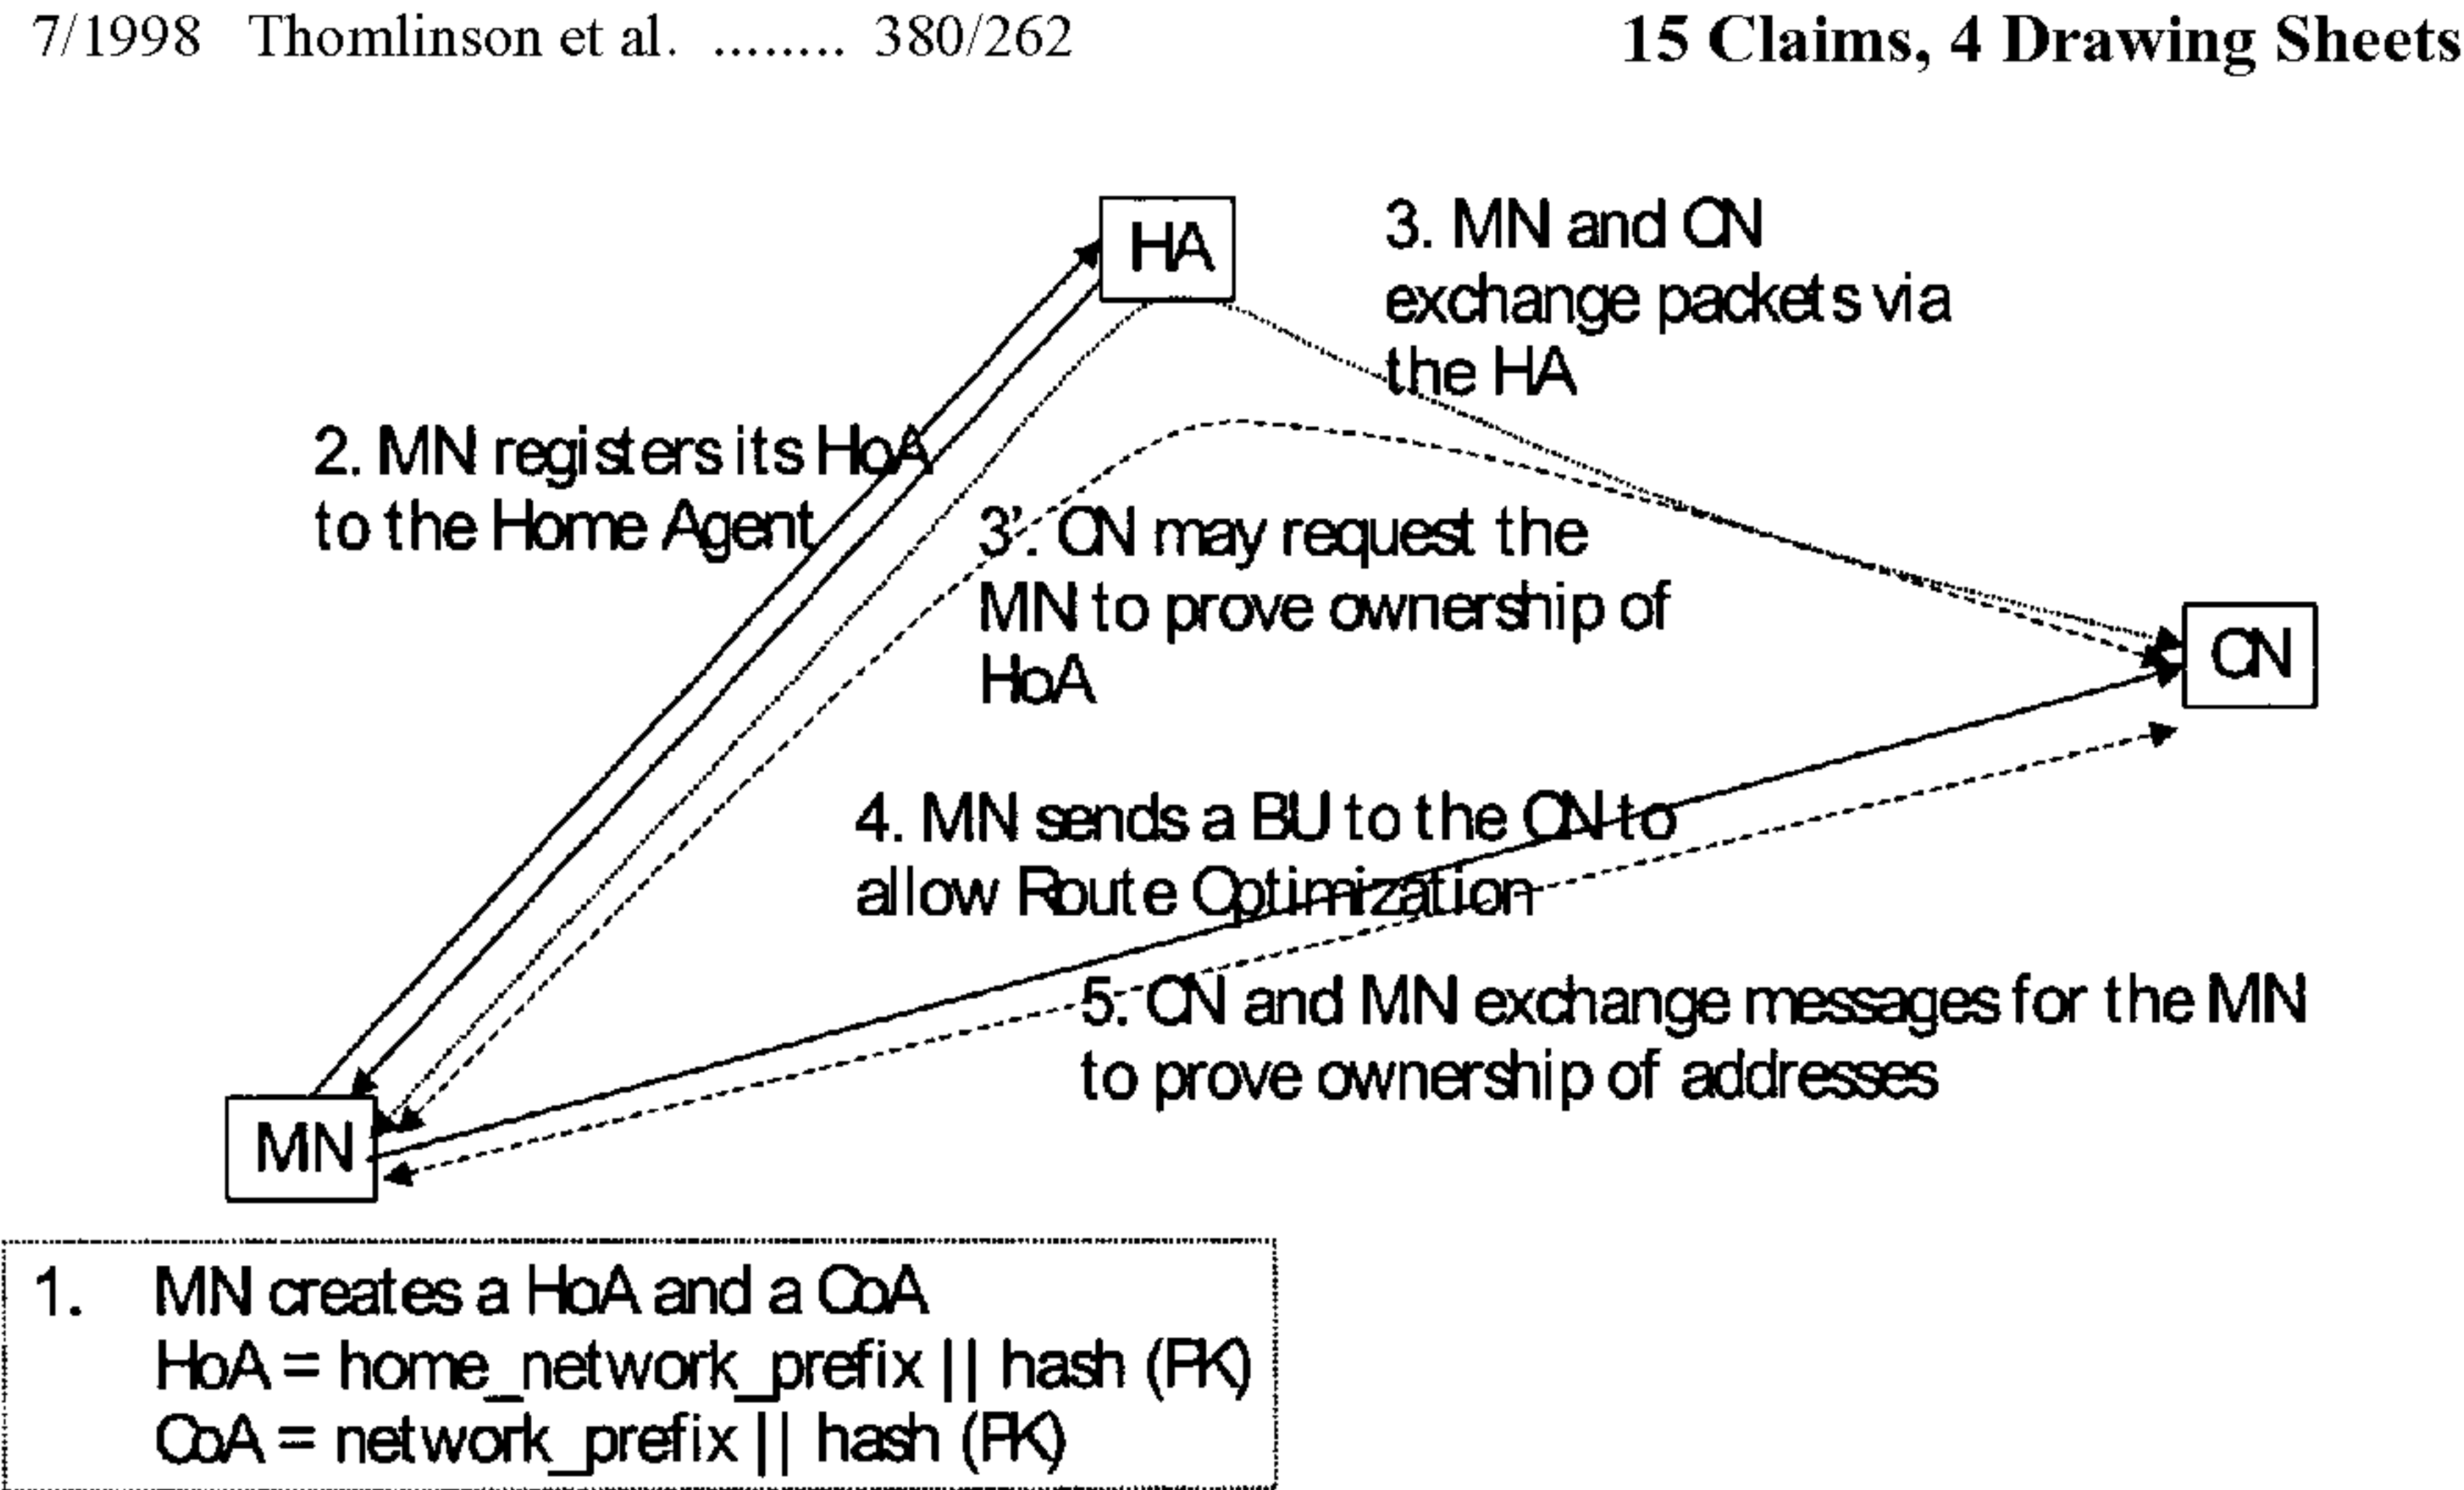 7/1998 Thomlinson et al. ........ 380/262
15 Claims, 4 Drawing Sheets
HA
3. MN and CN
exchange packets via
the HA
2. MN registers its HoA
to the Home Agent
3'. CN may request the
MN to prove ownership of
HoA
CN
4. MN sends a BU to the CN to
allow Route Optimization
5. CN and MN exchange messages for the MN
to prove ownership of addresses
MN
1. MN creates a HoA and a CoA
HoA = home_network_prefix || hash (PK)
CoA = network_prefix || hash (PK)